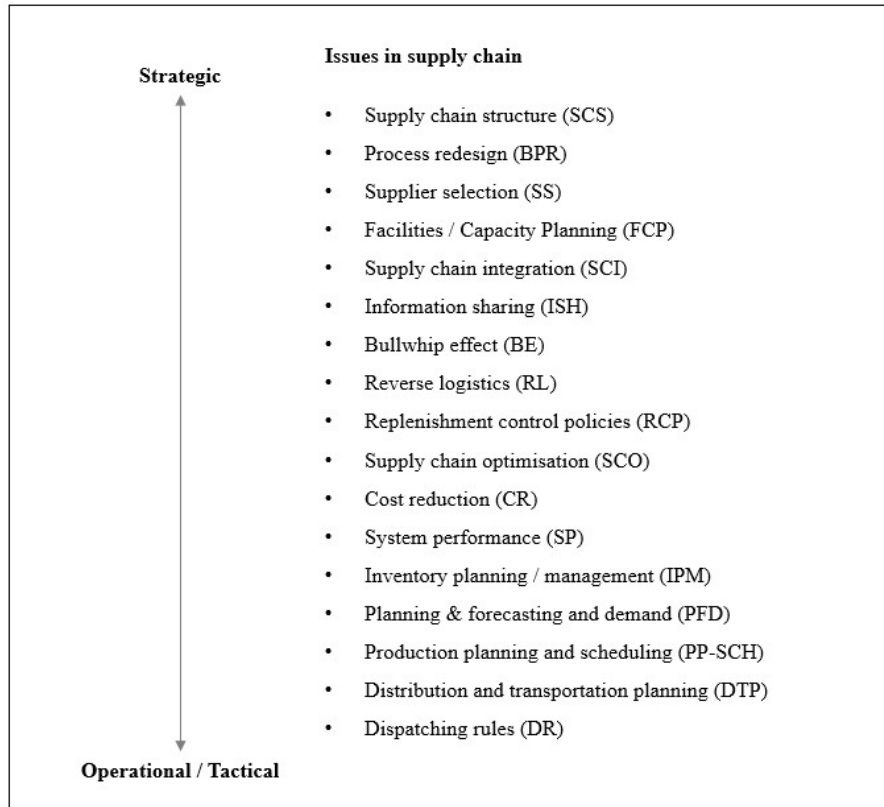 Issues in supply chain
Strategic
• Supply chain structure (SCS)
• Process redesign (BPR)
• Supplier selection (SS)
• Facilities / Capacity Planning (FCP)
• Supply chain integration (SCI)
• Information sharing (ISH)
• Bullwhip effect (BE)
• Reverse logistics (RL)
• Replenishment control policies (RCP)
• Supply chain optimisation (SCO)
• Cost reduction (CR)
• System performance (SP)
• Inventory planning / management (IPM)
• Planning & forecasting and demand (PFD)
• Production planning and scheduling (PP-SCH)
• Distribution and transportation planning (DTP)
• Dispatching rules (DR)
Operational / Tactical